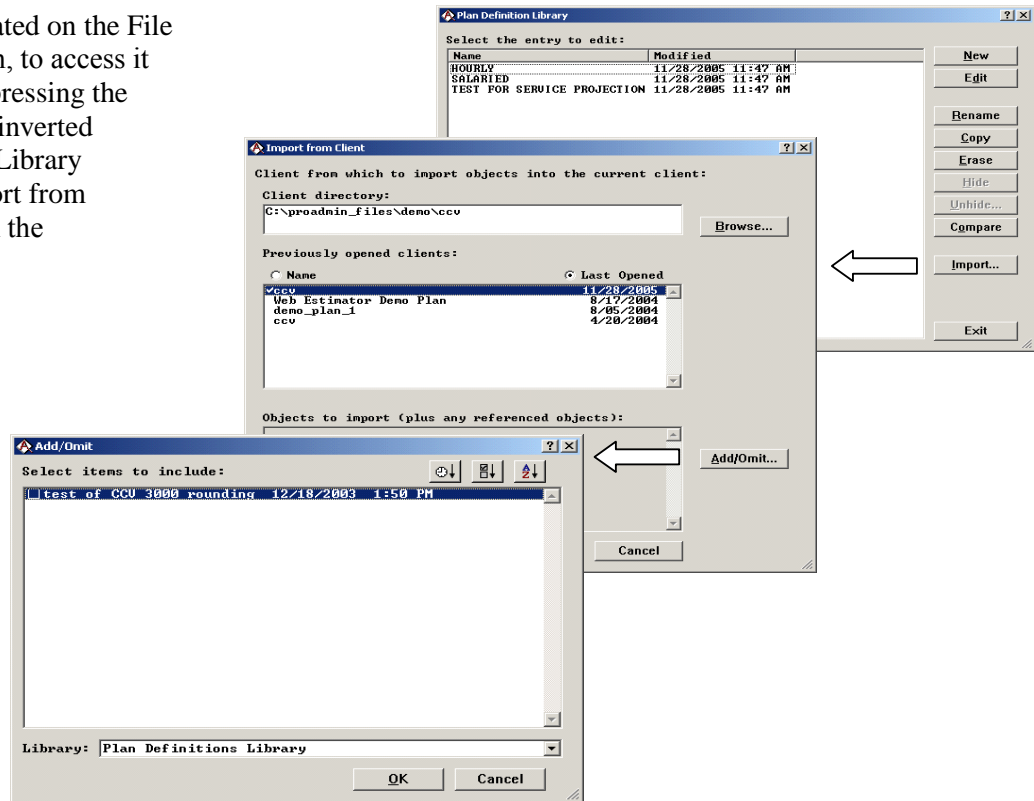 ated on the File
n, to access it
pressing the
inverted
Library
rt from
the
Plan Definition Library
Select the entry to edit:
Name Modified
HOURLY 11/28/2005 11:47 AM
SALARIED 11/28/2005 11:47 AM
TEST FOR SERVICE PROJECTION 11/28/2005 11:47 AM
New
Edit
Rename
Copy
Erase
Hide
Unhide...
Compare
Import...
Exit
Import from Client
Client from which to import objects into the current client:
Client directory:
C:\proadmin_files\demo\ccv
Browse...
Previously opened clients:
Name Last Opened
ccv 11/28/2005
Web Estimator Demo Plan 8/17/2004
demo_plan_1 8/05/2004
ccv 4/20/2004
Objects to import (plus any referenced objects):
Add/Omit...
Cancel
Add/Omit
Select items to include:
test of CCV 3000 rounding 12/18/2003 1:50 PM
Library: Plan Definitions Library
OK Cancel